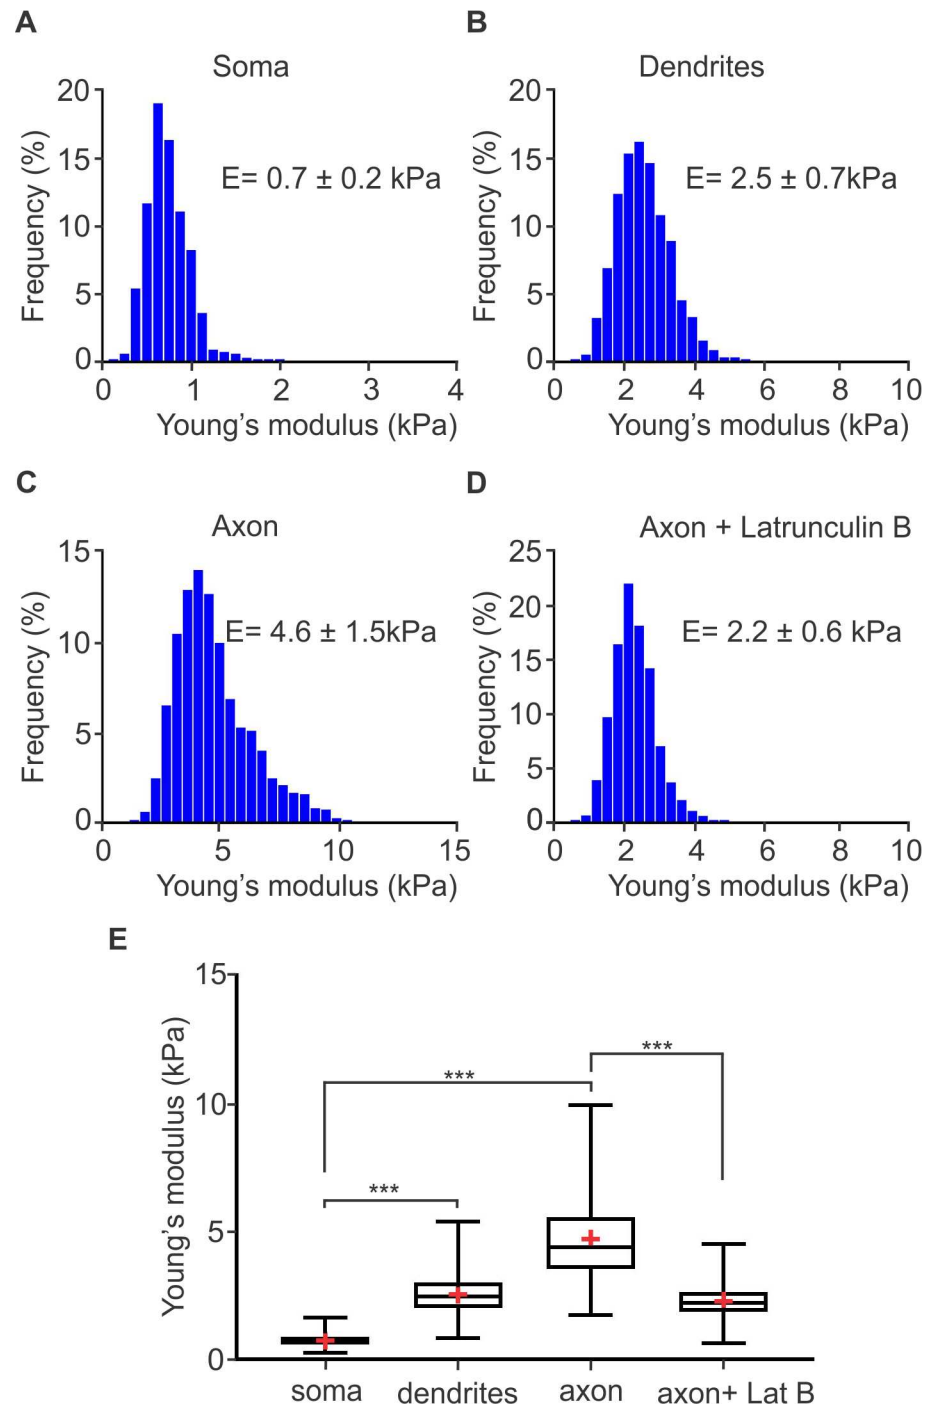 A
Soma
20
15
10
5
0
Frequency (%)
E= 0.7 ± 0.2 kPa
0 1 2 3 4
Young’s modulus (kPa)
B
Dendrites
20
15
10
5
0
Frequency (%)
E= 2.5 ± 0.7kPa
0 2 4 6 8 10
Young’s modulus (kPa)
C
Axon
15
10
5
0
Frequency (%)
E= 4.6 ± 1.5kPa
0 5 10 15
Young’s modulus (kPa)
D
Axon + Latrunculin B
25
20
15
10
5
0
Frequency (%)
E= 2.2 ± 0.6 kPa
0 2 4 6 8 10
Young’s modulus (kPa)
E
15
10
5
0
Young’s modulus (kPa)
***
***
***
soma dendrites axon axon+ Lat B